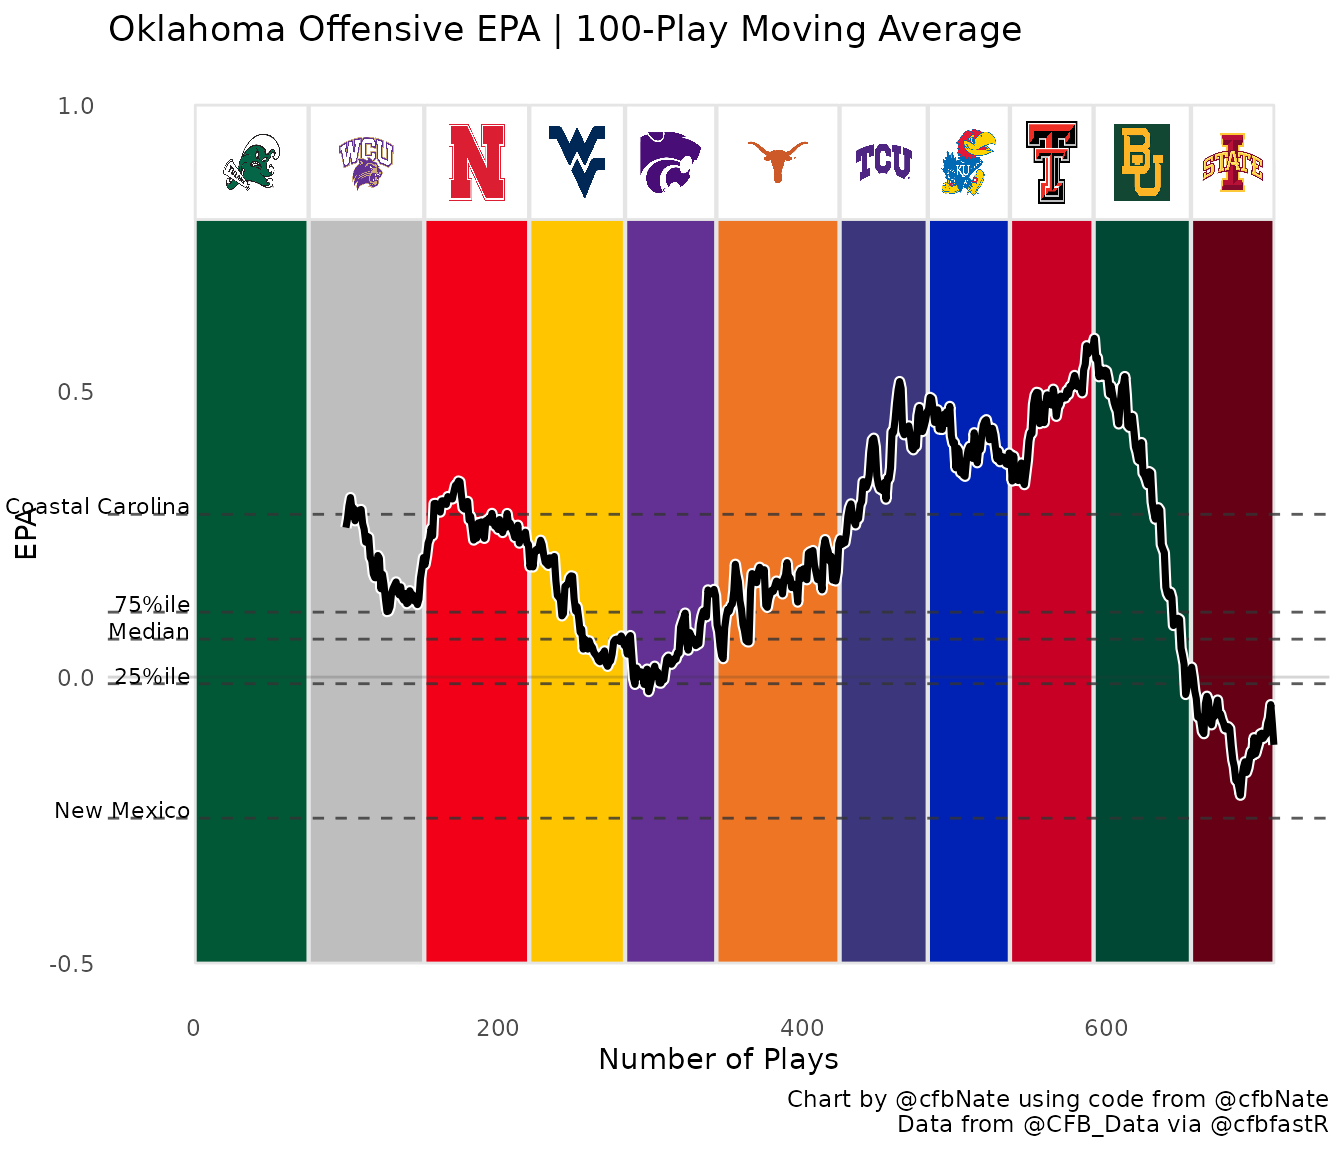 Oklahoma Offensive EPA | 100-Play Moving Average
1.0
TULANE
WCU
N
WV
TCU
KU
TT
BU
I STATE
0.5
Coastal Carolina
EPA
75%ile
Median
0.0
25%ile
New Mexico
-0.5
0
200
400
600
Number of Plays
Chart by @cfbNate using code from @cfbNate
Data from @CFB_Data via @cfbfastR